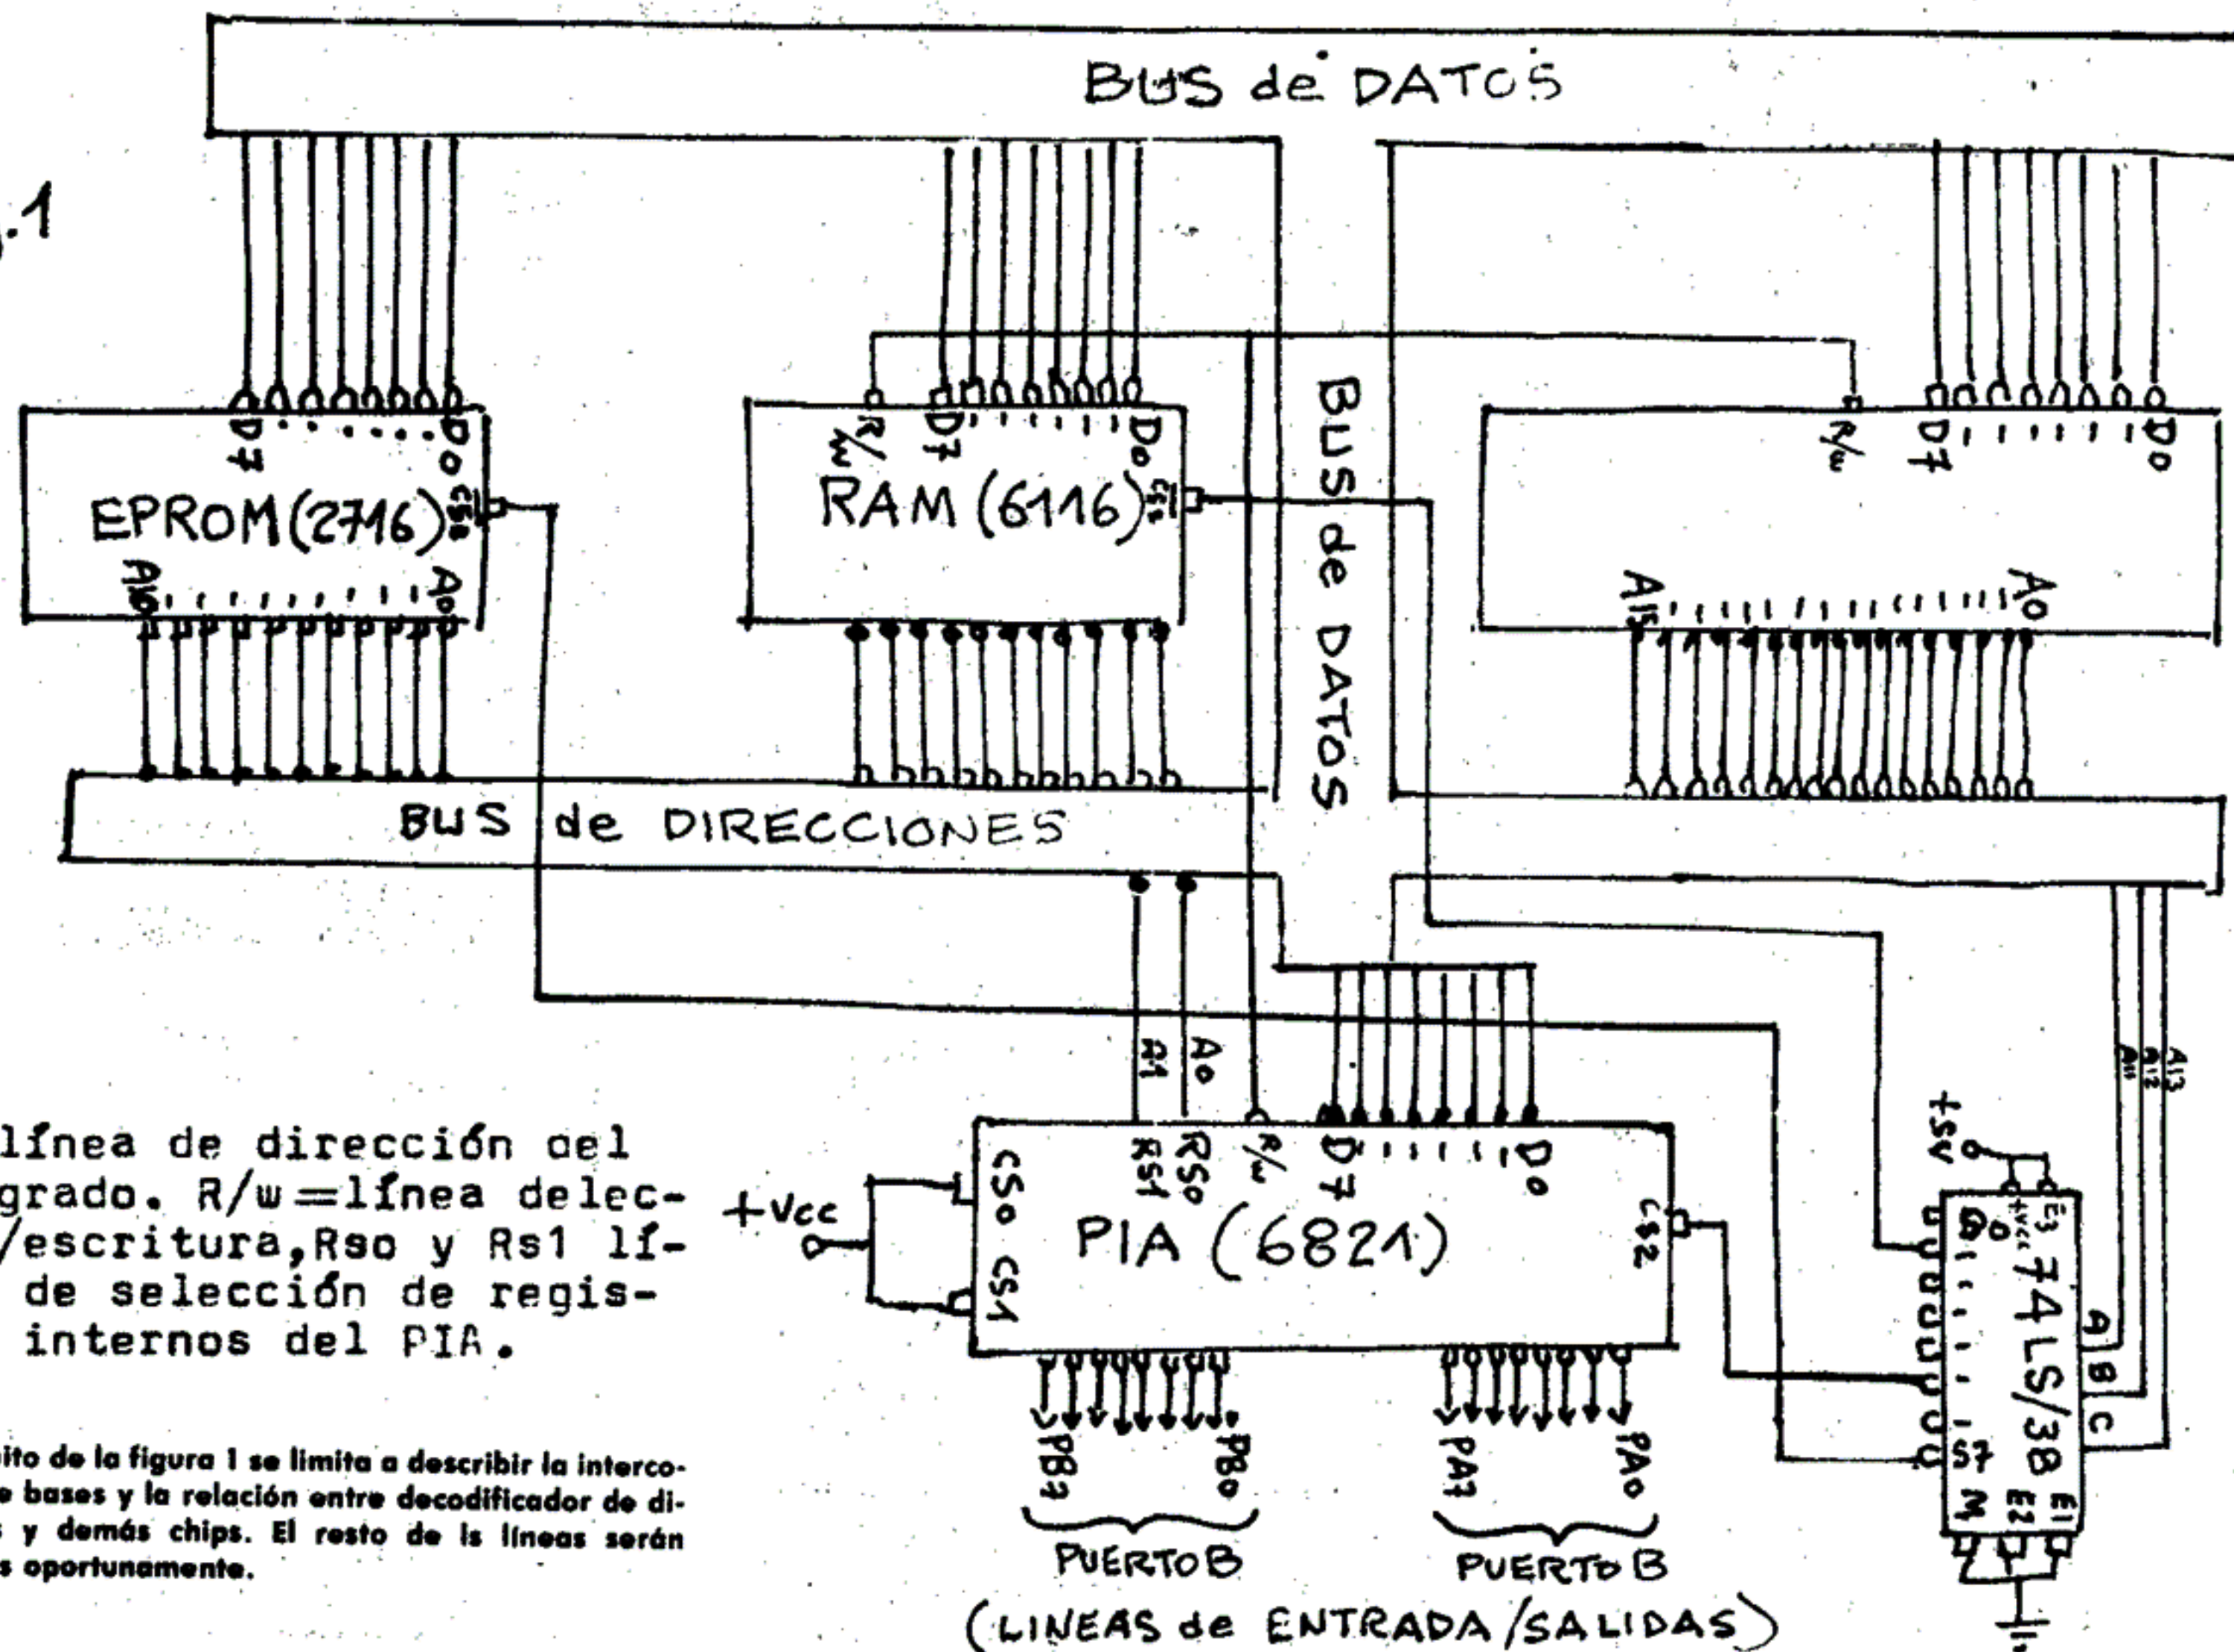 BUS de DATOS
.1
D7 D0
EPROM(2716)
A10 A0
R/w D7 D0
RAM (6116)
BUS de DATOS
R/w D7 D0
A15 A0
BUS de DIRECCIONES
A1 A0
A11 A12 A13
línea de dirección del
grado. R/w=línea delec-
/escritura,Rso y Rs1 lí-
de selección de regis-
internos del PIA.
+Vcc
CS0 CS1
RS1 RS0 R/w D7 D0
PIA (6821)
CS2
+5V
+Vcc E3
74LS/38
A B C
S7
M E2 E1
PB7 PB0
PA7 PA0
PUERTO B
PUERTO B
(LINEAS de ENTRADA/SALIDAS)
ito de la figura 1 se limita a describir la interco-
e bases y la relación entre decodificador de di-
s y demás chips. El resto de ls líneas serán
s oportunamente.